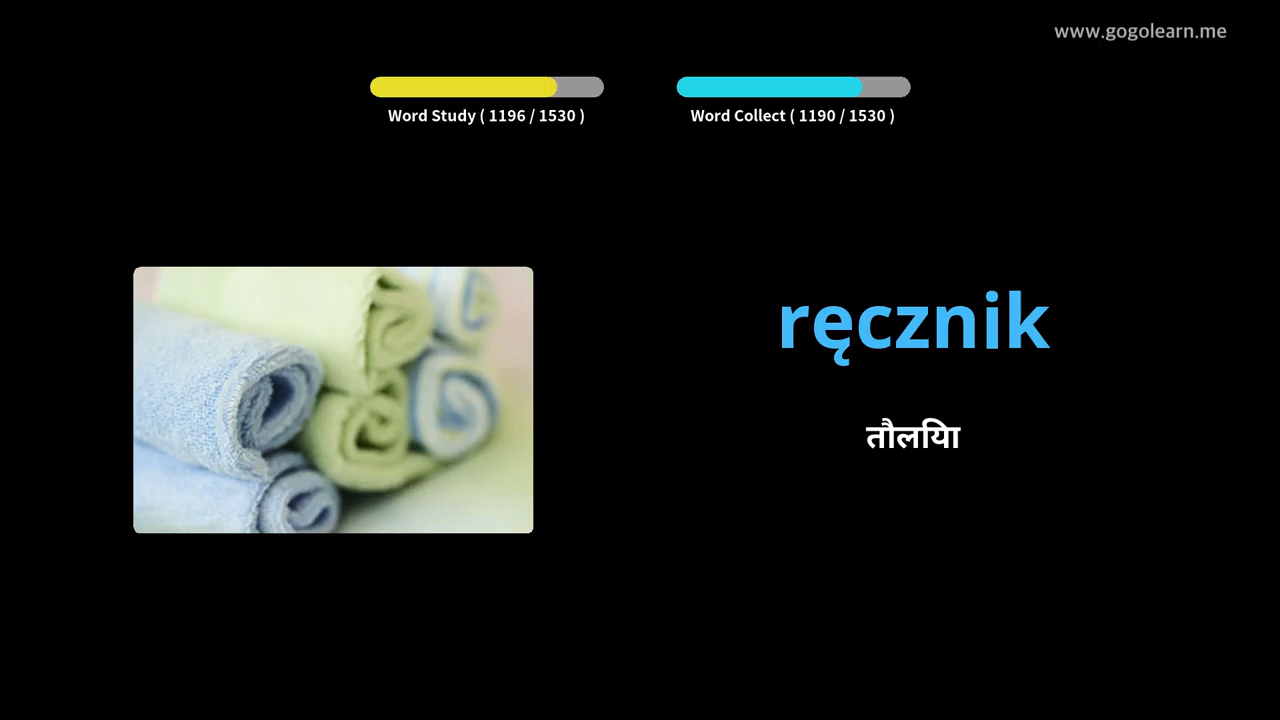 www.gogolearn.me
Word Study ( 1196 / 1530 )
Word Collect ( 1190 / 1530 )
ręcznik
तौलिया